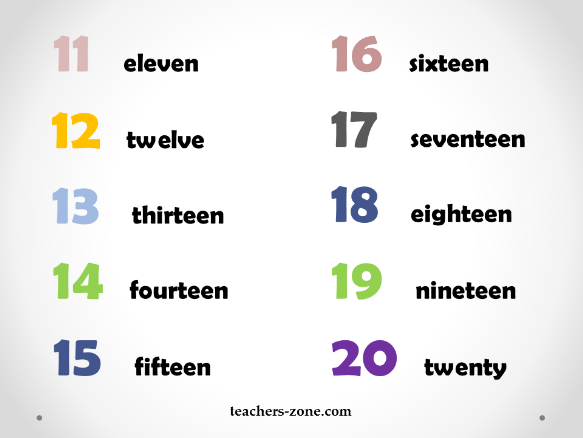 11 eleven
12 twelve
13 thirteen
14 fourteen
15 fifteen
16 sixteen
17 seventeen
18 eighteen
19 nineteen
20 twenty
teachers-zone.com